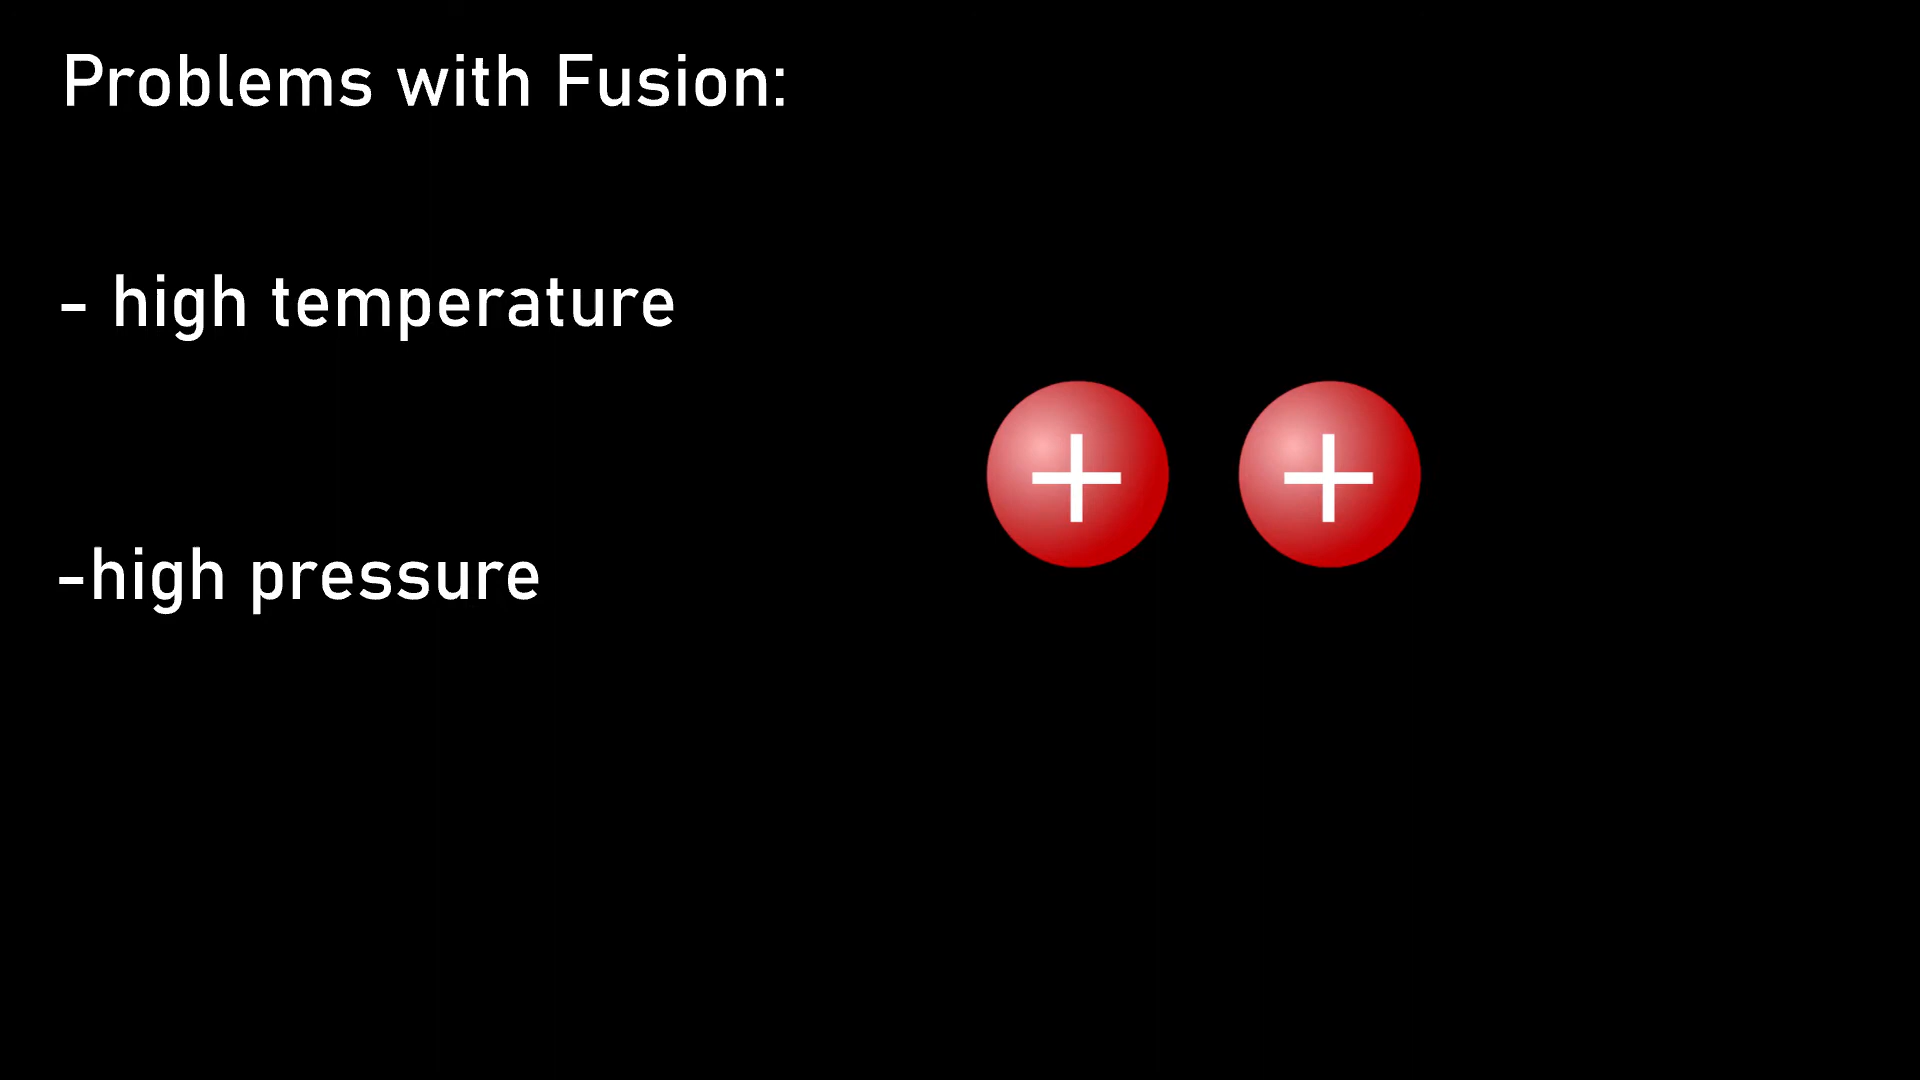 Problems with Fusion:
- high temperature
+ +
-high pressure